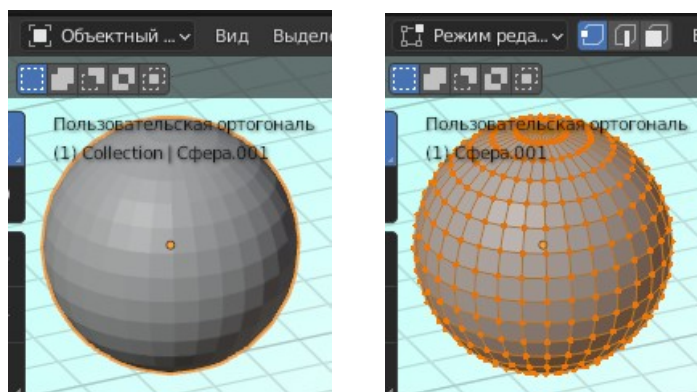 Объектный ...
Вид
Выделе
Пользовательская ортогональ
(1) Collection | Сфера.001
Режим реда...
Пользовательская ортогональ
(1) Сфера.001